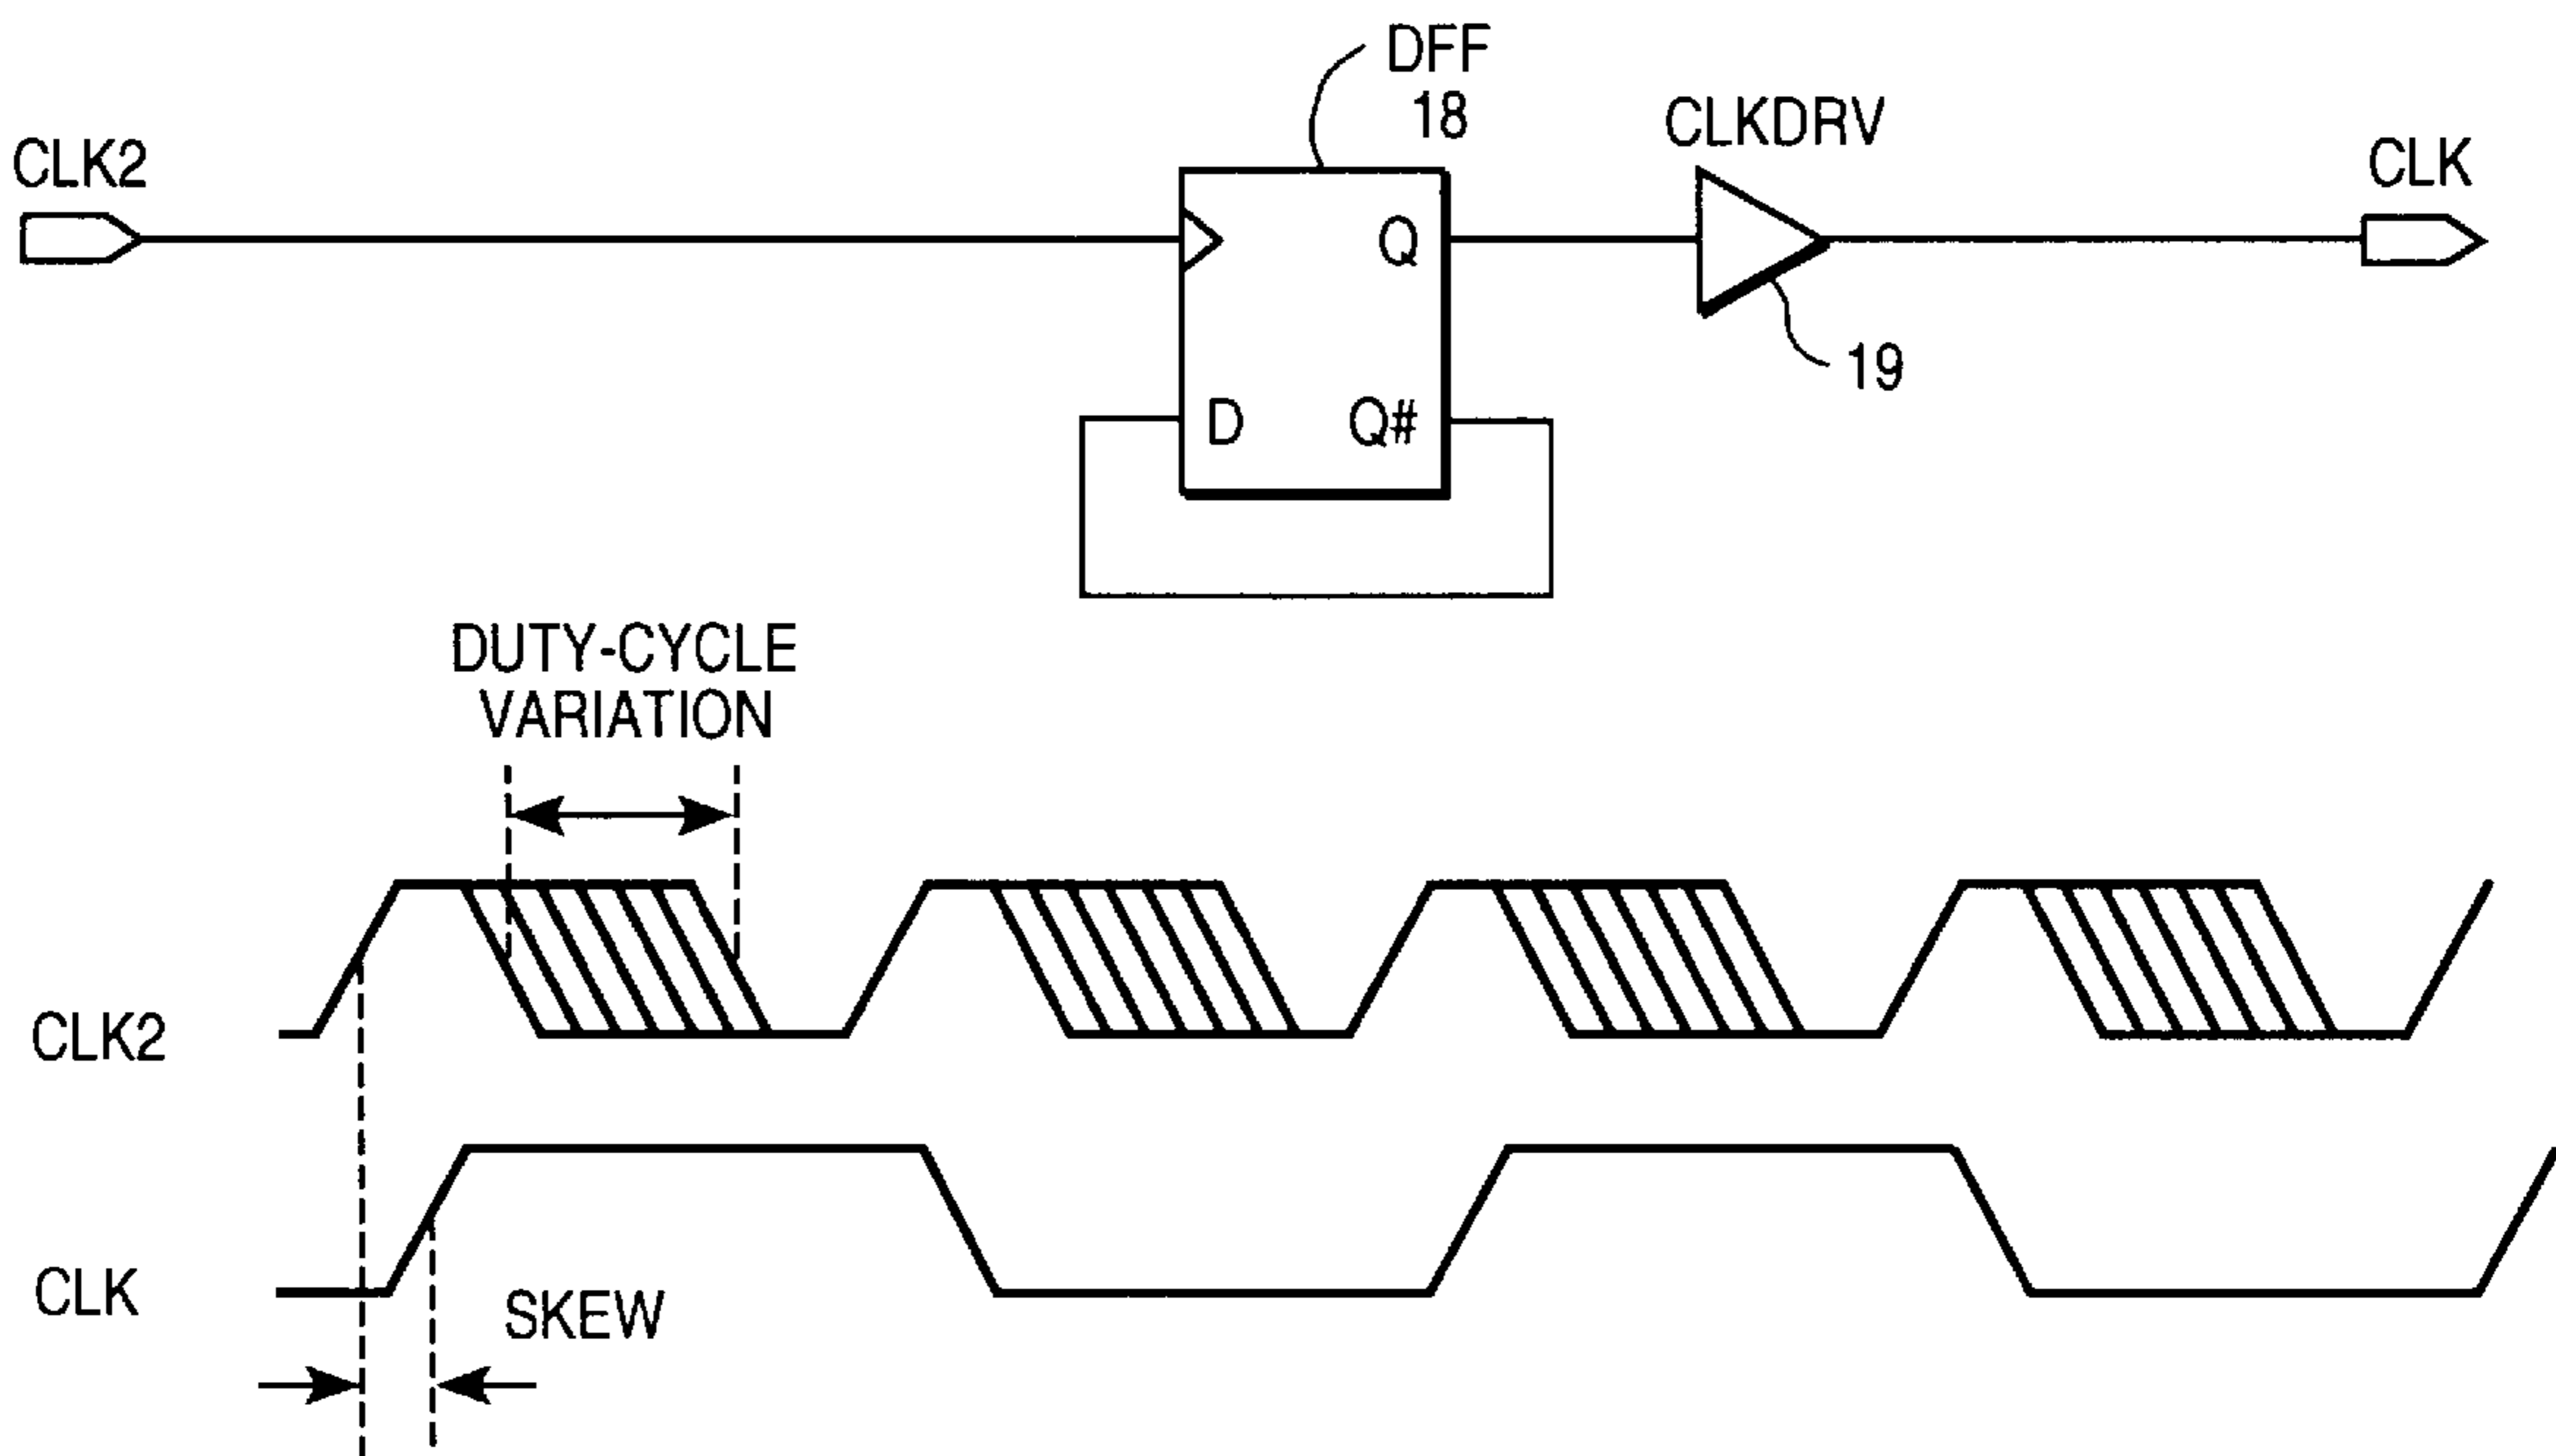 DFF
18
CLKDRV
CLK2
CLK
Q
19
D
Q#
DUTY-CYCLE
VARIATION
CLK2
CLK
SKEW